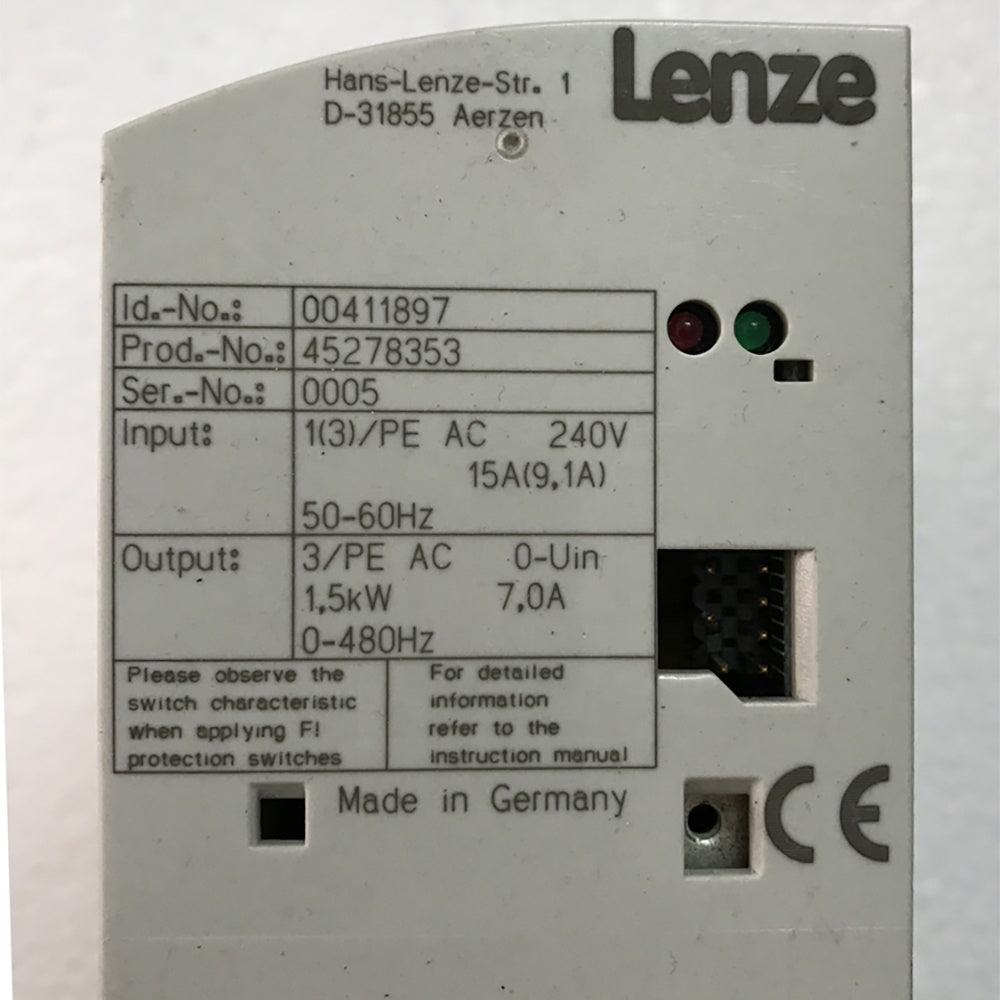 Lenze
Hans-Lenze-Str. 1
D-31855 Aerzen
Id.-No.: 00411897
Prod.-No.: 45278353
Ser.-No.: 0005
Input: 1(3)/PE AC 240V
15A(9,1A)
50-60Hz
Output: 3/PE AC 0-Uin
1,5kW 7,0A
0-480Hz
Please observe the
switch characteristic
when applying FI
protection switches
For detailed
information
refer to the
instruction manual
Made in Germany
CE